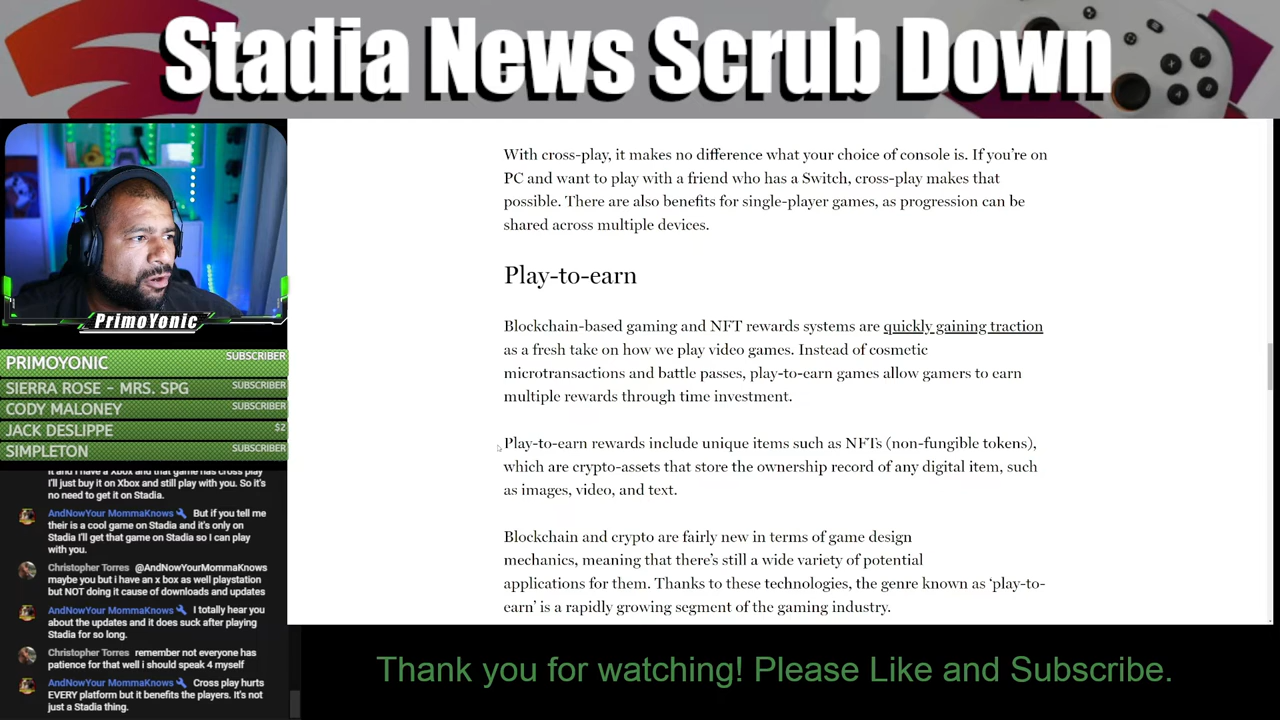 Stadia News Scrub Down
With cross-play, it makes no difference what your choice of console is. If you're on
PC and want to play with a friend who has a Switch, cross-play makes that
possible. There are also benefits for single-player games, as progression can be
shared across multiple devices.
Play-to-earn
Blockchain-based gaming and NFT rewards systems are quickly gaining traction
as a fresh take on how we play video games. Instead of cosmetic
microtransactions and battle passes, play-to-earn games allow gamers to earn
multiple rewards through time investment.
Play-to-earn rewards include unique items such as NFTs (non-fungible tokens),
which are crypto-assets that store the ownership record of any digital item, such
as images, video, and text.
Blockchain and crypto are fairly new in terms of game design
mechanics, meaning that there's still a wide variety of potential
applications for them. Thanks to these technologies, the genre known as 'play-to-
earn' is a rapidly growing segment of the gaming industry.
PrimoYonic
PRIMOYONIC SUBSCRIBER
SIERRA ROSE - MRS. SPG SUBSCRIBER
CODY MALONEY SUBSCRIBER
JACK DESLIPPE $2
SIMPLETON SUBSCRIBER
it and I have a Xbox and that game has cross play
I'll just buy it on Xbox and still play with you. So it's
no need to get it on Stadia.
AndNowYour MommaKnows But if you tell me
their is a cool game on Stadia and it's only on
Stadia I'll get that game on Stadia so I can play
with you.
Christopher Torres @AndNowYourMommaKnows
maybe you but i have an x box as well playstation
but NOT doing it cause of downloads and updates
AndNowYour MommaKnows I totally hear you
about the updates and it does suck after playing
Stadia for so long.
Christopher Torres remember not everyone has
patience for that well i should speak 4 myself
AndNowYour MommaKnows Cross play hurts
EVERY platform but it benefits the players. It's not
just a Stadia thing.
Thank you for watching! Please Like and Subscribe.